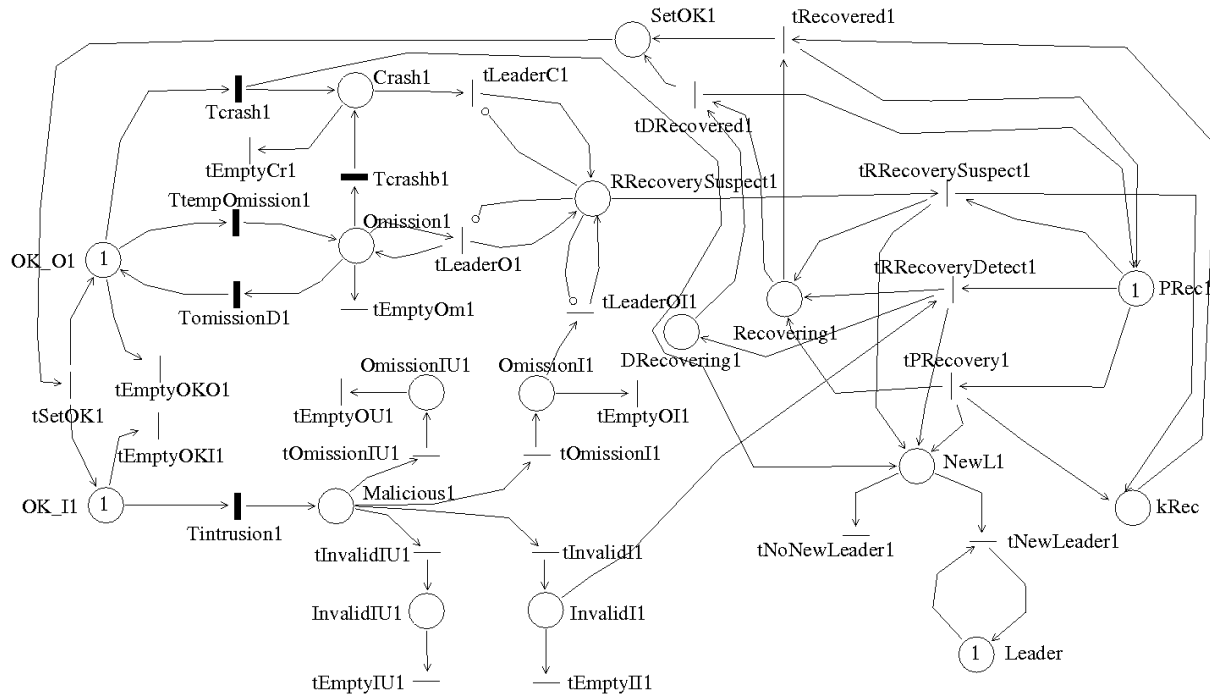 SetOK1
tRecovered1
Crash1
tLeaderC1
Tcrash1
tDRecovered1
tEmptyCr1
Tcrashb1
RRecoverySuspect1
tRRecoverySuspect1
TtempOmission1
Omission1
OK_O1
1
tLeaderO1
tRRecoveryDetect1
1
PRec1
TomissionD1
tEmptyOm1
tLeaderOI1
Recovering1
DRecovering1
tPRecovery1
OmissionIU1
OmissionI1
tEmptyOKO1
tSetOK1
tEmptyOU1
tEmptyOI1
tEmptyOKI1
tOmissionIU1
tOmissionI1
NewL1
OK_I1
1
Malicious1
kRec
Tintrusion1
tInvalidIU1
tInvalidI1
tNoNewLeader1
tNewLeader1
InvalidIU1
InvalidI1
1
Leader
tEmptyIU1
tEmptyII1